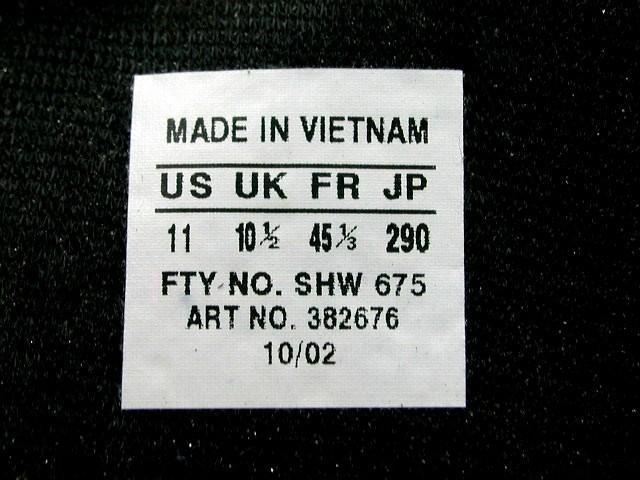 MADE IN VIETNAM
US UK FR JP
11 10½ 45⅓ 290
FTY NO. SHW 675
ART NO. 382676
10/02